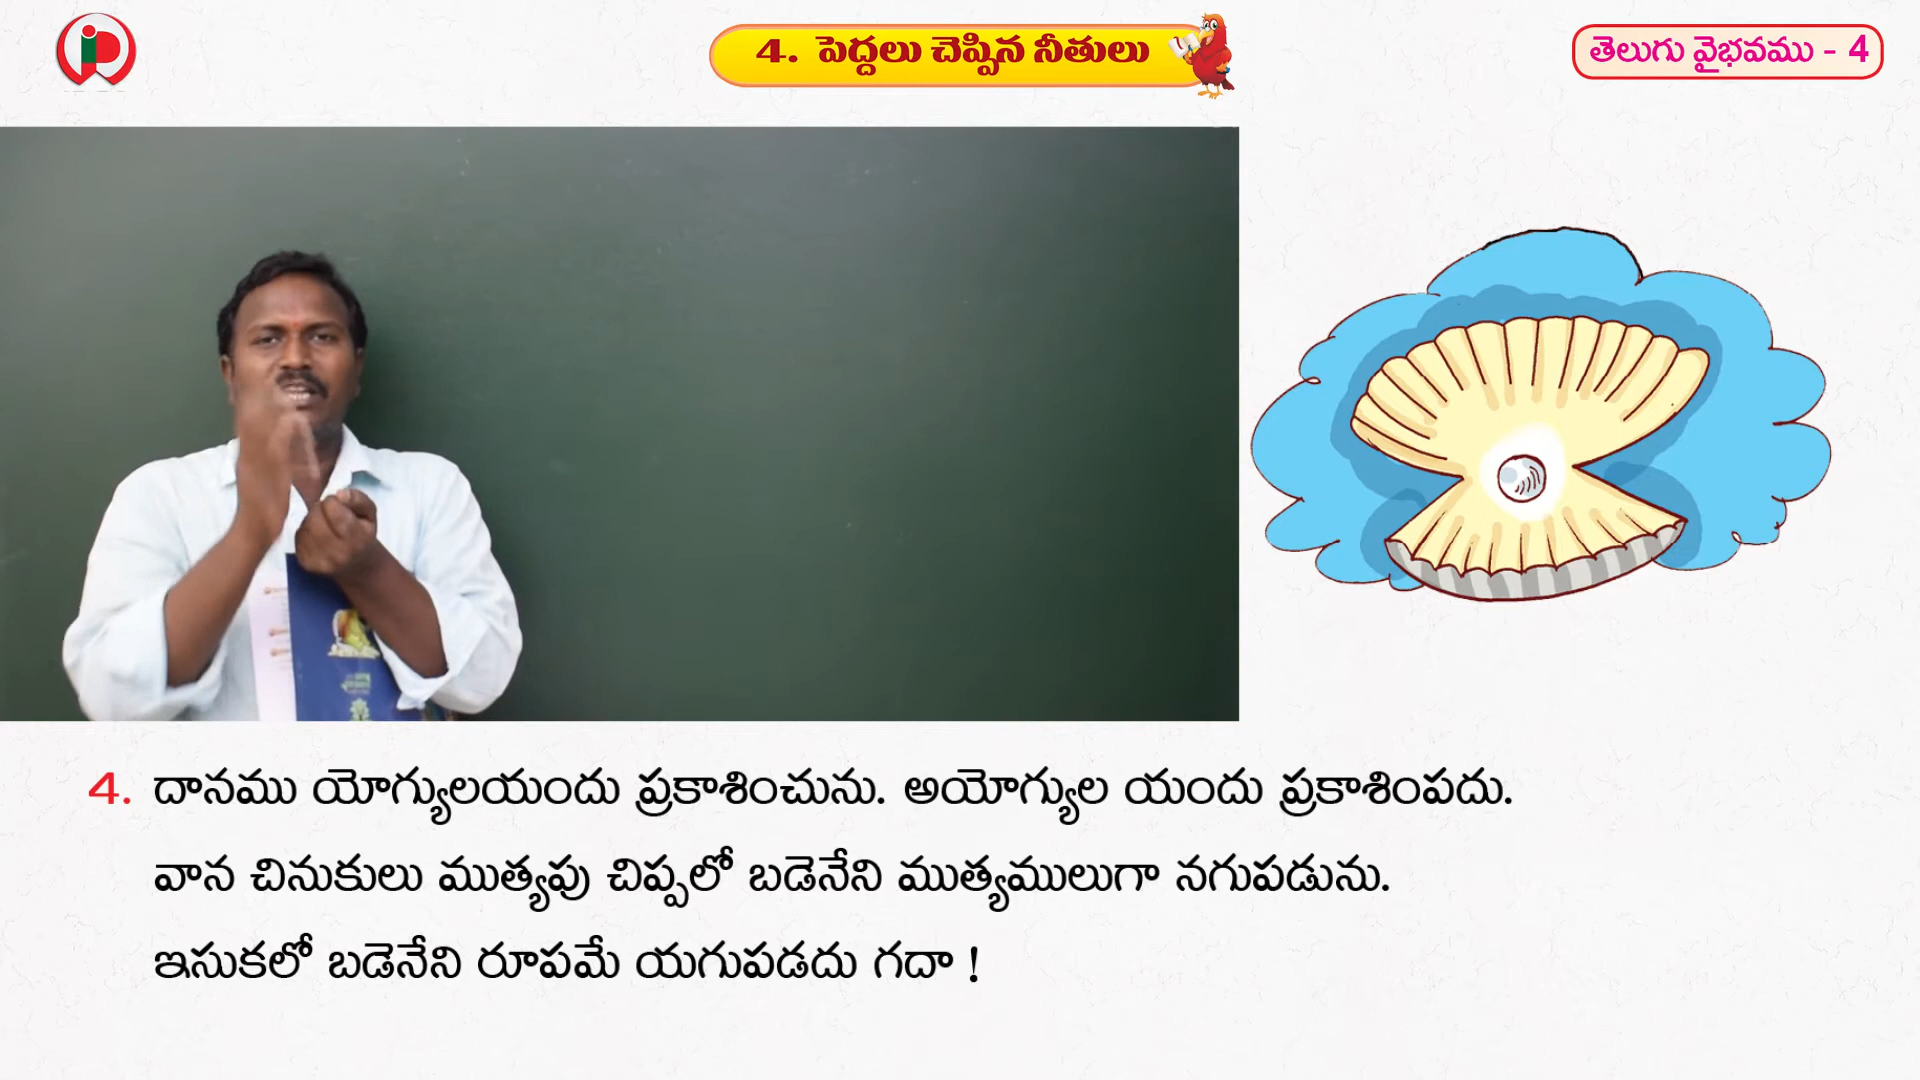 4. పెద్దలు చెప్పిన నీతులు
తెలుగు వైభవము - 4
4. దానము యోగ్యులయందు ప్రకాశించును. అయోగ్యుల యందు ప్రకాశింపదు.
వాన చినుకులు ముత్యపు చిప్పలో బడెనేని ముత్యములుగా నగుపడును.
ఇసుకలో బడెనేని రూపమే యగుపడదు గదా !